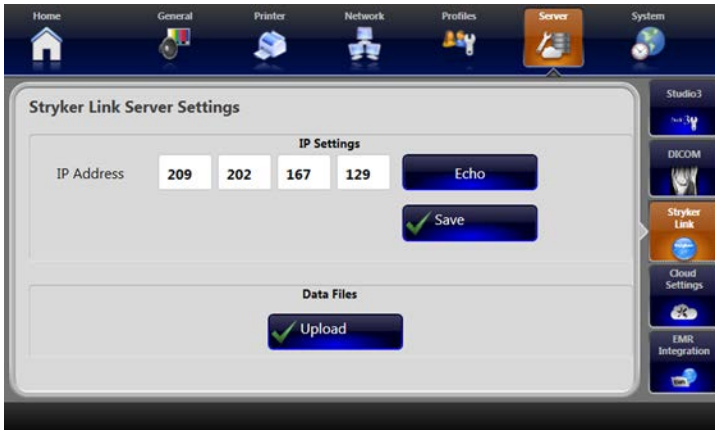 Home General Printer Network Profiles Server System
Stryker Link Server Settings
IP Settings
IP Address 209 202 167 129 Echo
Save
Data Files
Upload
Studio3
DICOM
Stryker
Link
Cloud
Settings
EMR
Integration